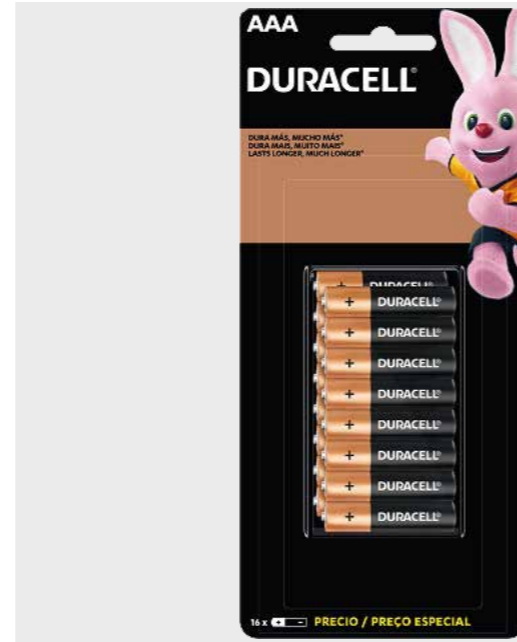 AAA
DURACELL®
DURA MÁS, MUCHO MÁS*
DURA MAIS, MUITO MAIS*
LASTS LONGER, MUCH LONGER*
+ DURACELL®
+ DURACELL®
+ DURACELL®
+ DURACELL®
+ DURACELL®
+ DURACELL®
+ DURACELL®
+ DURACELL®
+ DURACELL®
16 x + - PRECIO / PREÇO ESPECIAL